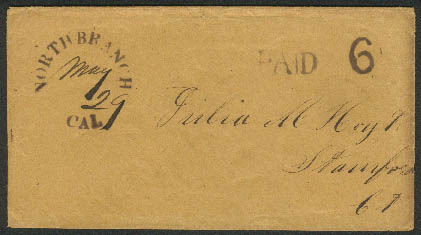 NORTH BRANCH
May
29
CAL.
PAID 6
Julia M Hoyt
Stamford
Ct